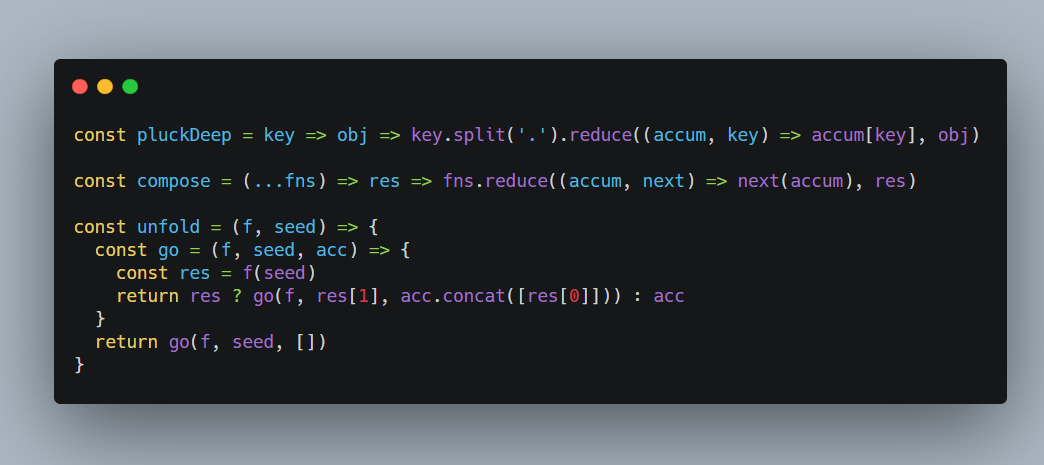 const pluckDeep = key => obj => key.split('.').reduce((accum, key) => accum[key], obj)
const compose = (...fns) => res => fns.reduce((accum, next) => next(accum), res)
const unfold = (f, seed) => {
  const go = (f, seed, acc) => {
    const res = f(seed)
    return res ? go(f, res[1], acc.concat([res[0]])) : acc
  }
  return go(f, seed, [])
}